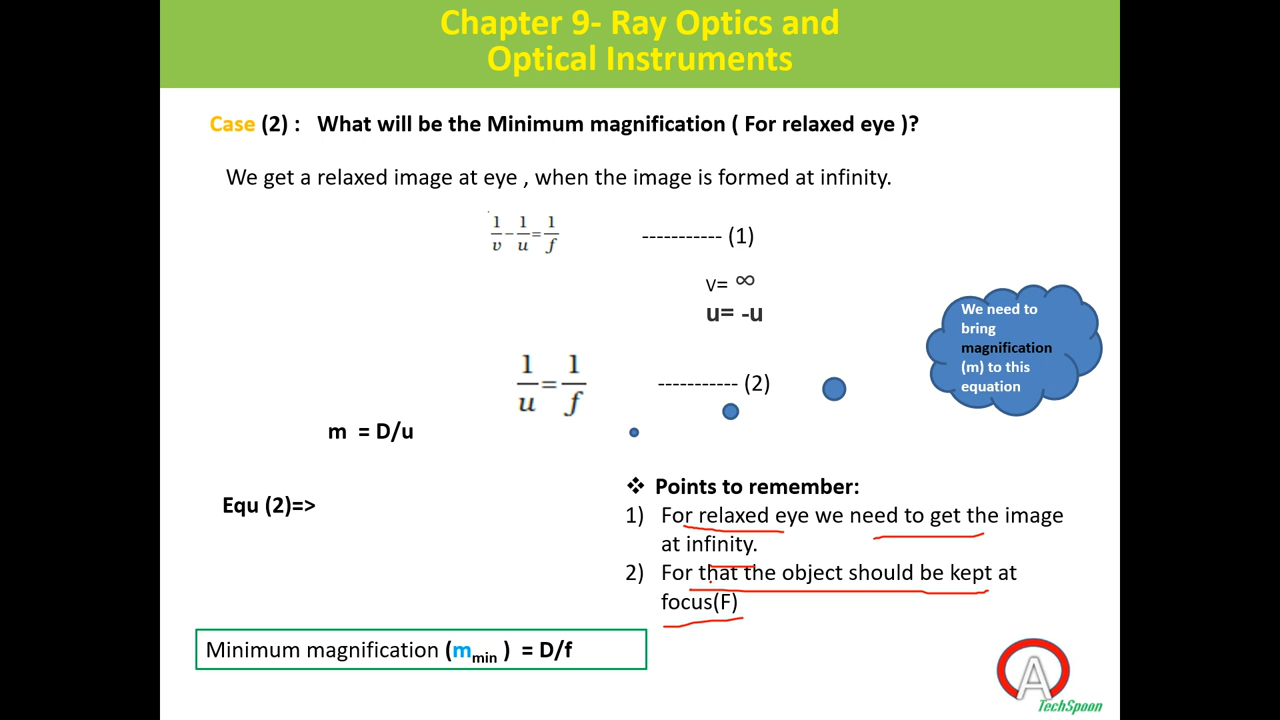 Chapter 9- Ray Optics and
Optical Instruments
Case (2) :   What will be the Minimum magnification ( For relaxed eye )?
We get a relaxed image at eye , when the image is formed at infinity.
1/v - 1/u = 1/f ----------- (1)
v= ∞
u= -u
We need to
bring
magnification
(m) to this
equation
1/u = 1/f ----------- (2)
m  = D/u
Equ (2)=>
❖ Points to remember:
1) For relaxed eye we need to get the image
at infinity.
2) For that the object should be kept at
focus(F)
Minimum magnification (mmin )  = D/f
A
TechSpoon